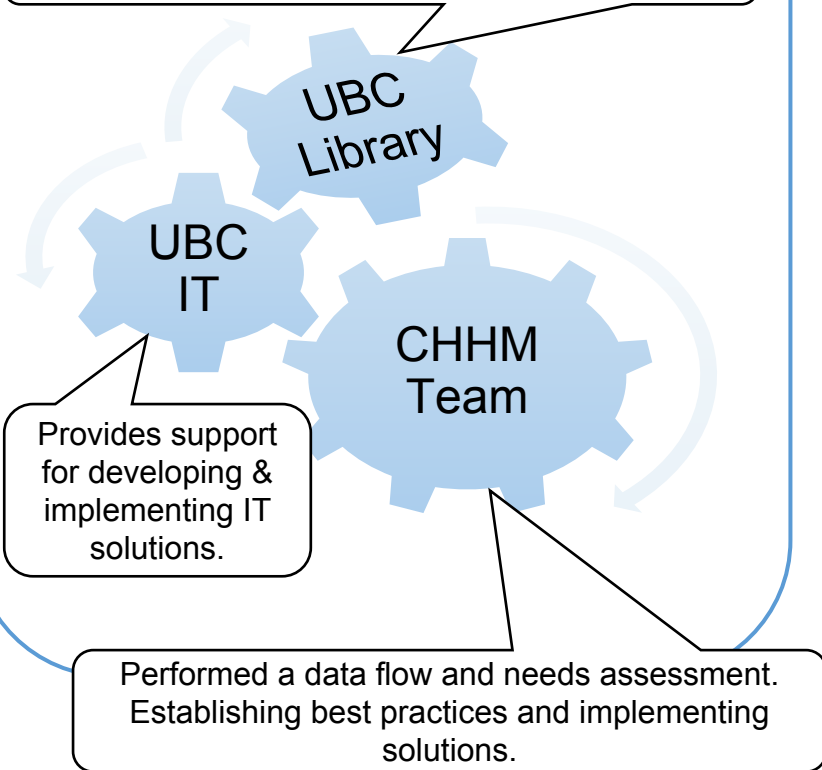 UBC
Library
UBC
IT
CHHM
Team
Provides support
for developing &
implementing IT
solutions.
Performed a data flow and needs assessment.
Establishing best practices and implementing
solutions.